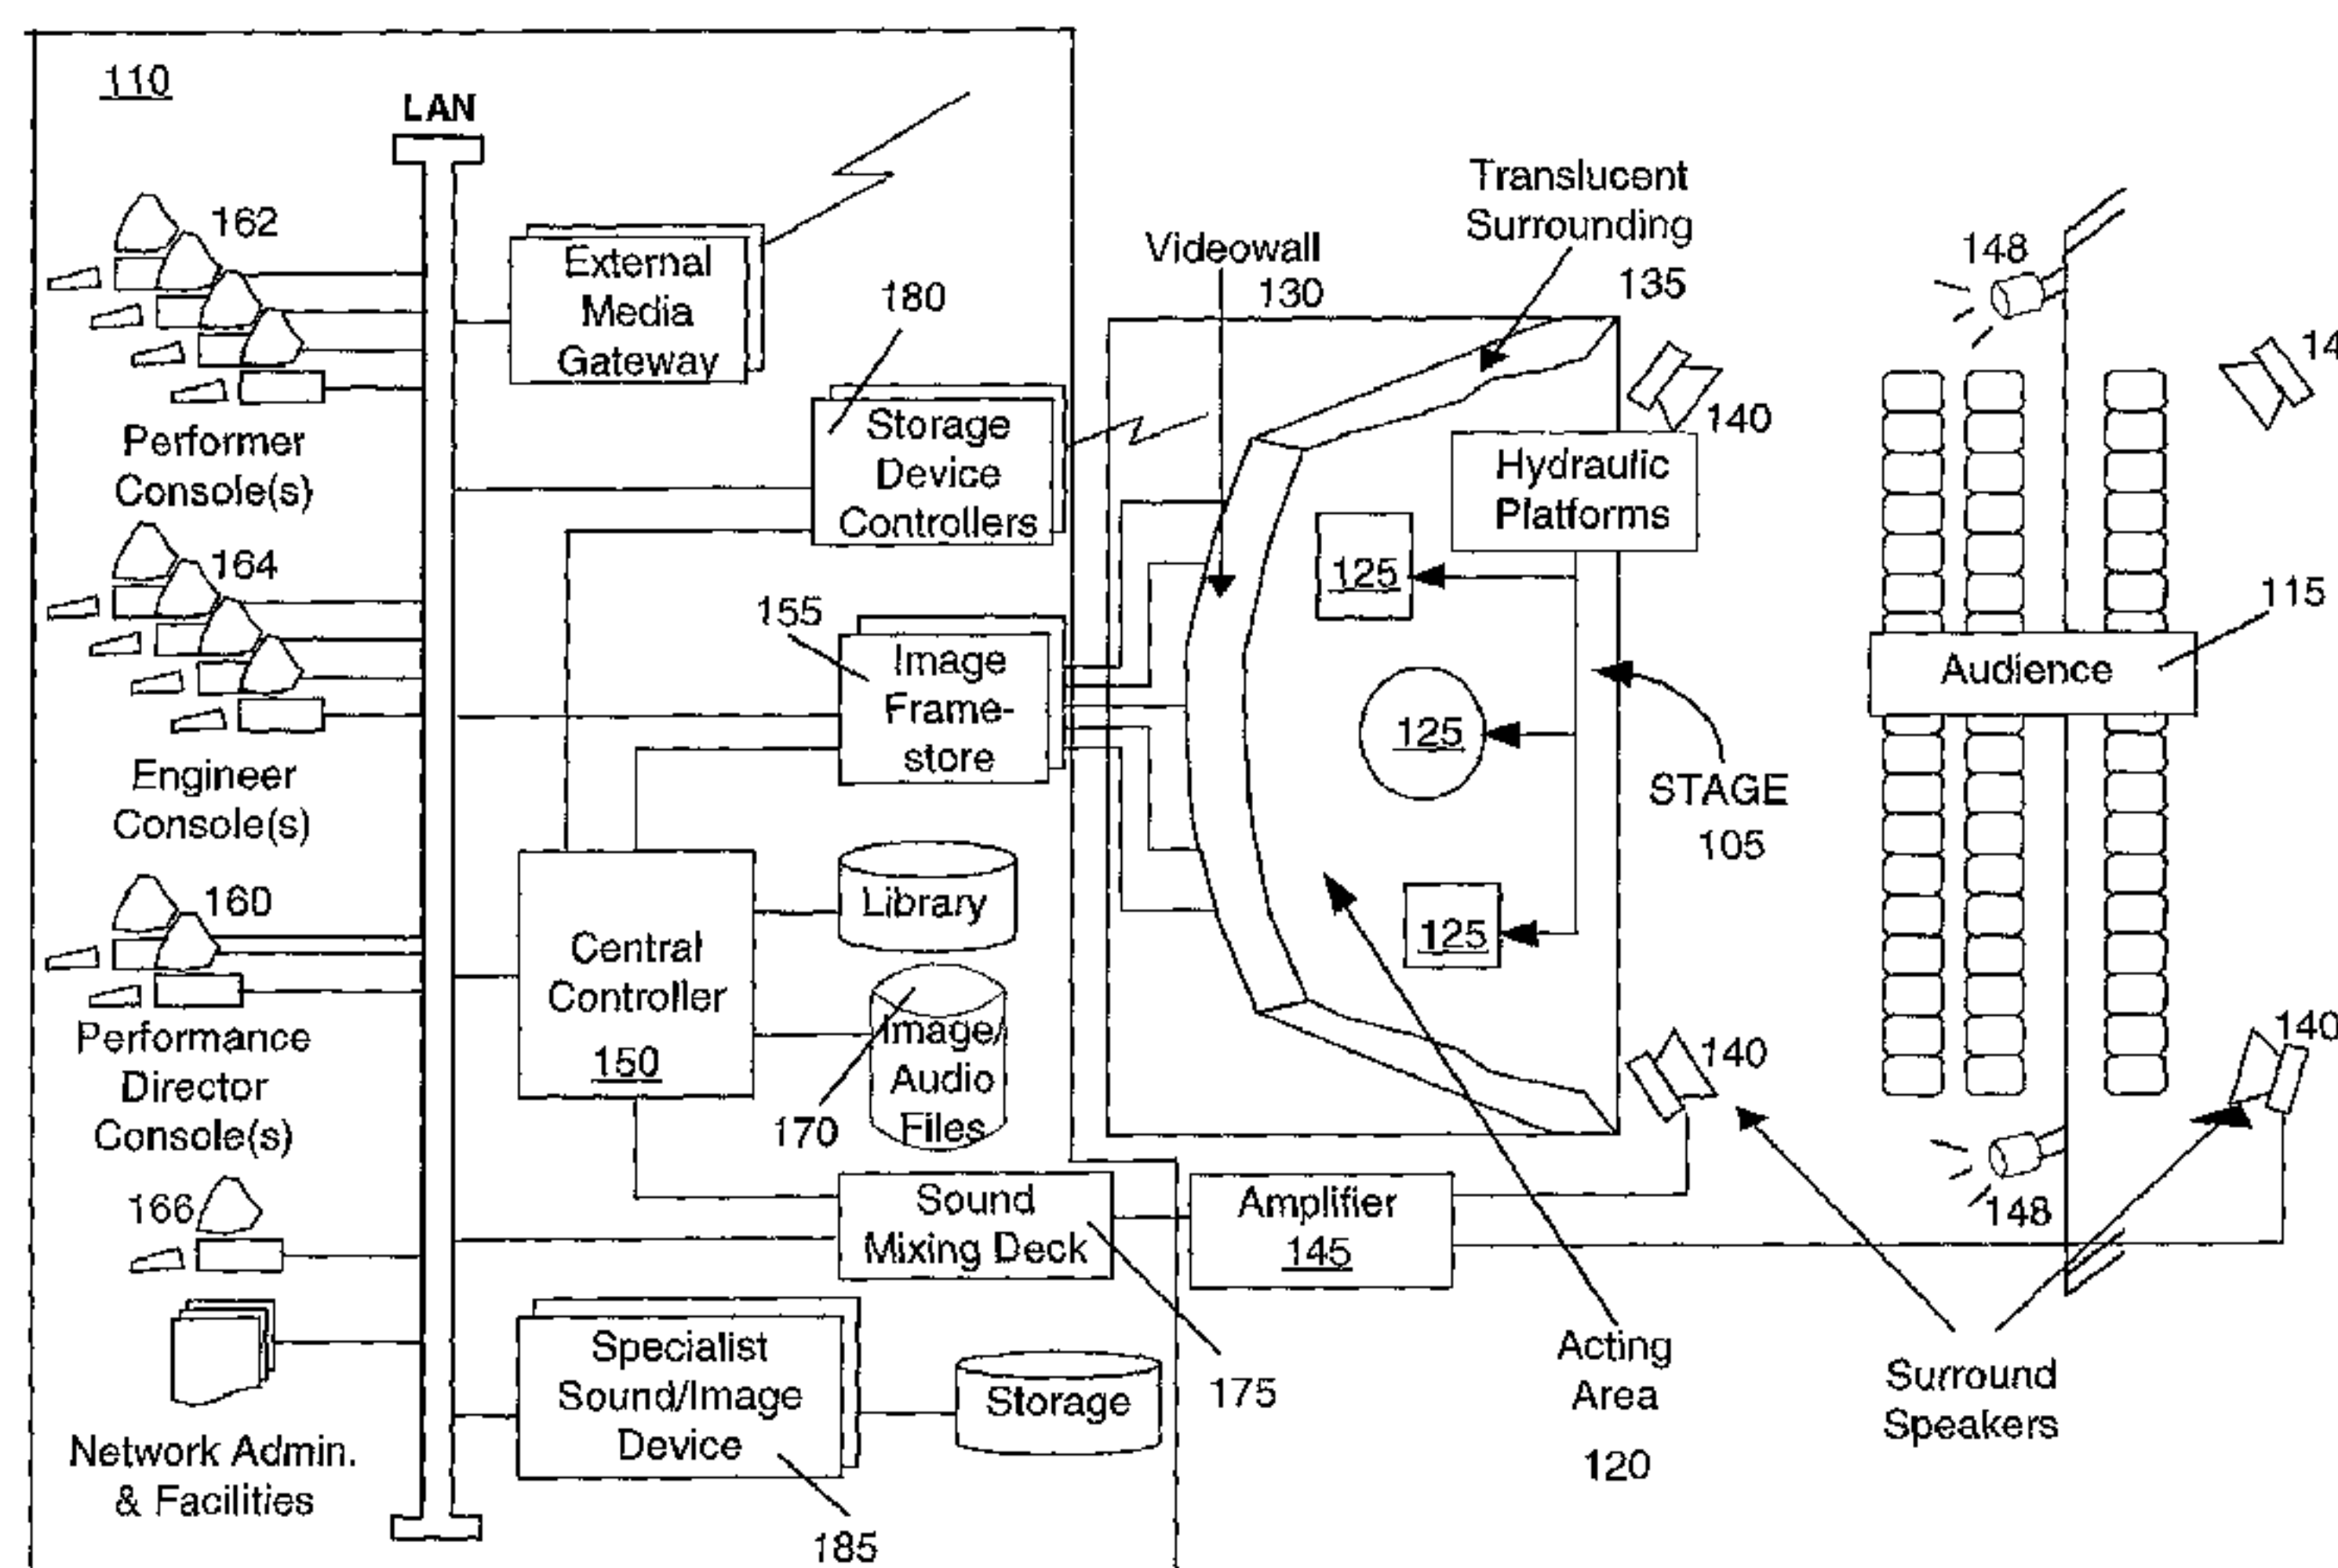 110
LAN
162
Performer
Console(s)
164
Engineer
Console(s)
160
Performance
Director
Console(s)
166
Network Admin.
& Facilities
External
Media
Gateway
180
Storage
Device
Controllers
155
Image
Frame-
store
Central
Controller
150
Library
Image/
Audio
Files
170
Sound
Mixing Deck
175
Specialist
Sound/Image
Device
185
Storage
Amplifier
145
Videowall
130
Translucent
Surrounding
135
Hydraulic
Platforms
125
125
125
STAGE
105
Acting
Area
120
140
140
140
14
148
148
Audience
115
Surround
Speakers